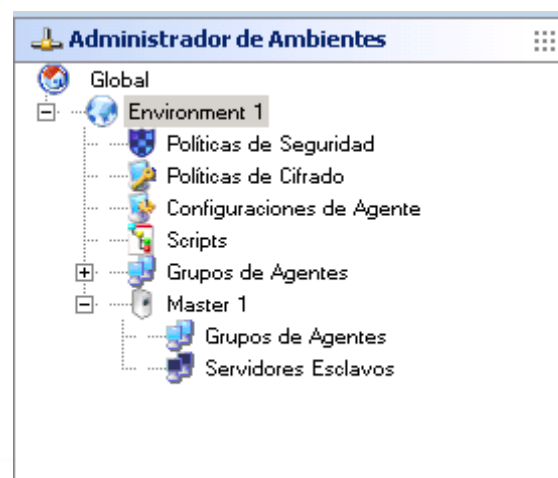 Administrador de Ambientes
Global
Environment 1
Políticas de Seguridad
Políticas de Cifrado
Configuraciones de Agente
Scripts
Grupos de Agentes
Master 1
Grupos de Agentes
Servidores Esclavos